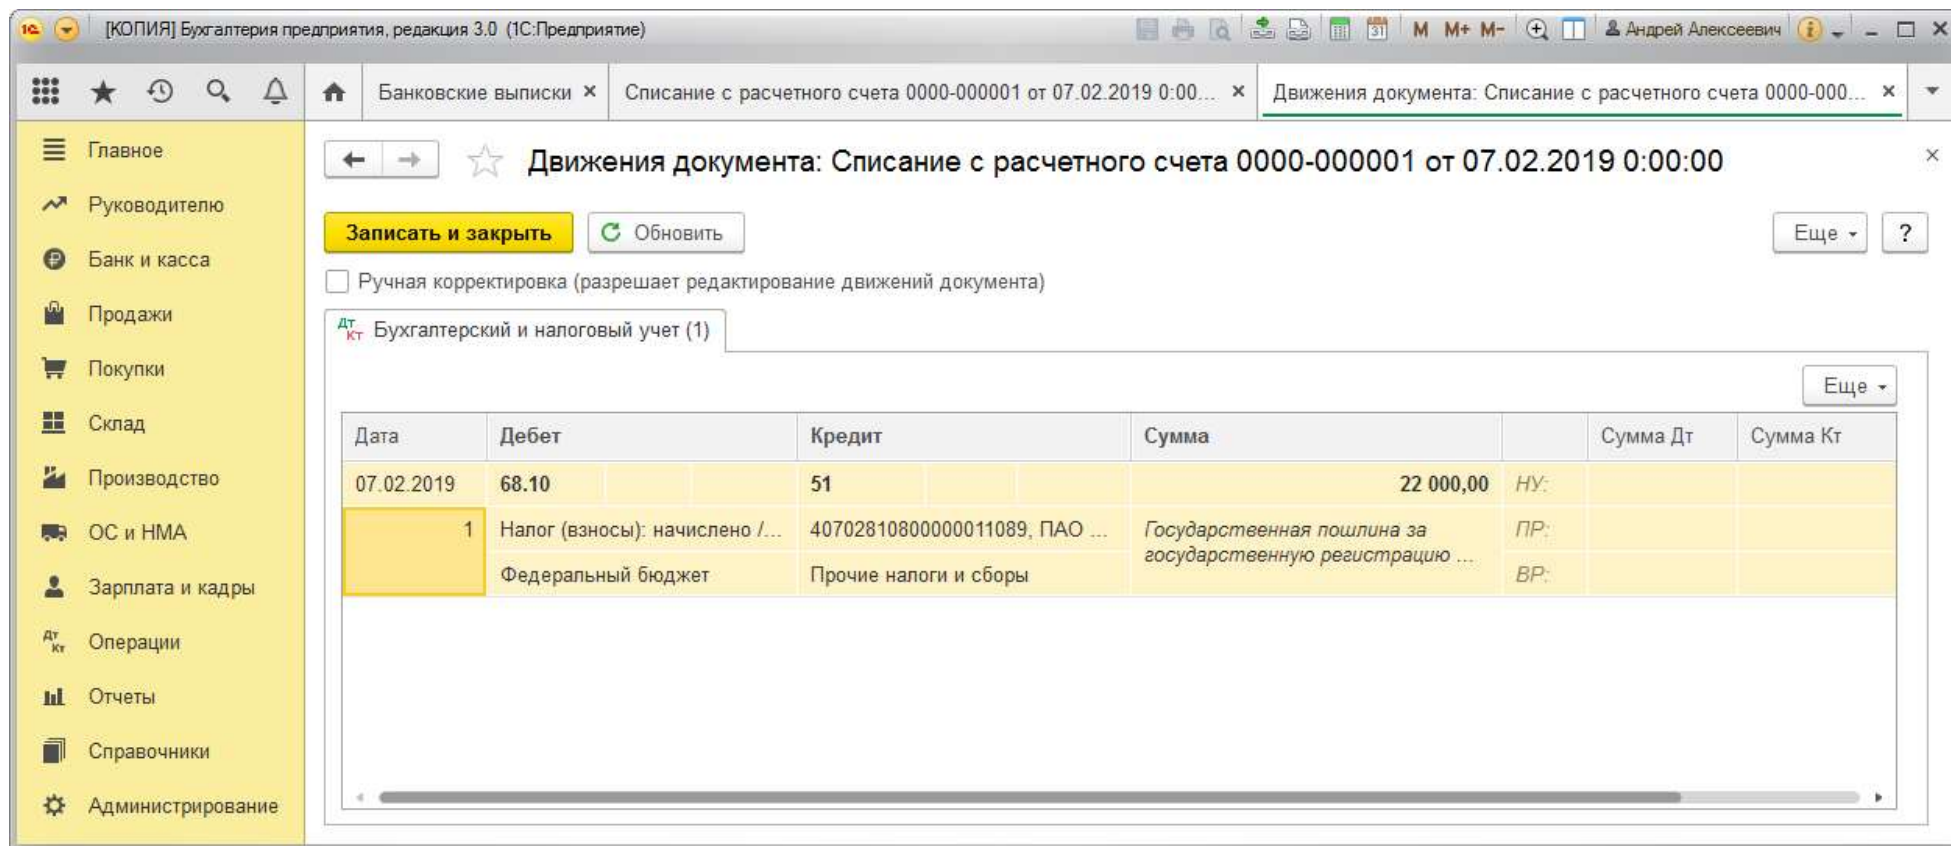 [КОПИЯ] Бухгалтерия предприятия, редакция 3.0 (1С:Предприятие) 31 M M+ M- Андрей Алексеевич
Банковские выписки Списание с расчетного счета 0000-000001 от 07.02.2019 0:00... Движения документа: Списание с расчетного счета 0000-000...
Главное
Руководителю
Банк и касса
Продажи
Покупки
Склад
Производство
ОС и НМА
Зарплата и кадры
Дт Кт Операции
Отчеты
Справочники
Администрирование
Движения документа: Списание с расчетного счета 0000-000001 от 07.02.2019 0:00:00
Записать и закрыть Обновить Еще ?
Ручная корректировка (разрешает редактирование движений документа)
Дт Кт Бухгалтерский и налоговый учет (1)
Еще
Дата Дебет Кредит Сумма Сумма Дт Сумма Кт
07.02.2019 68.10 51 22 000,00 НУ:
1 Налог (взносы): начислено /... 40702810800000011089, ПАО ... Государственная пошлина за ПР:
государственную регистрацию ...
Федеральный бюджет Прочие налоги и сборы ВР: